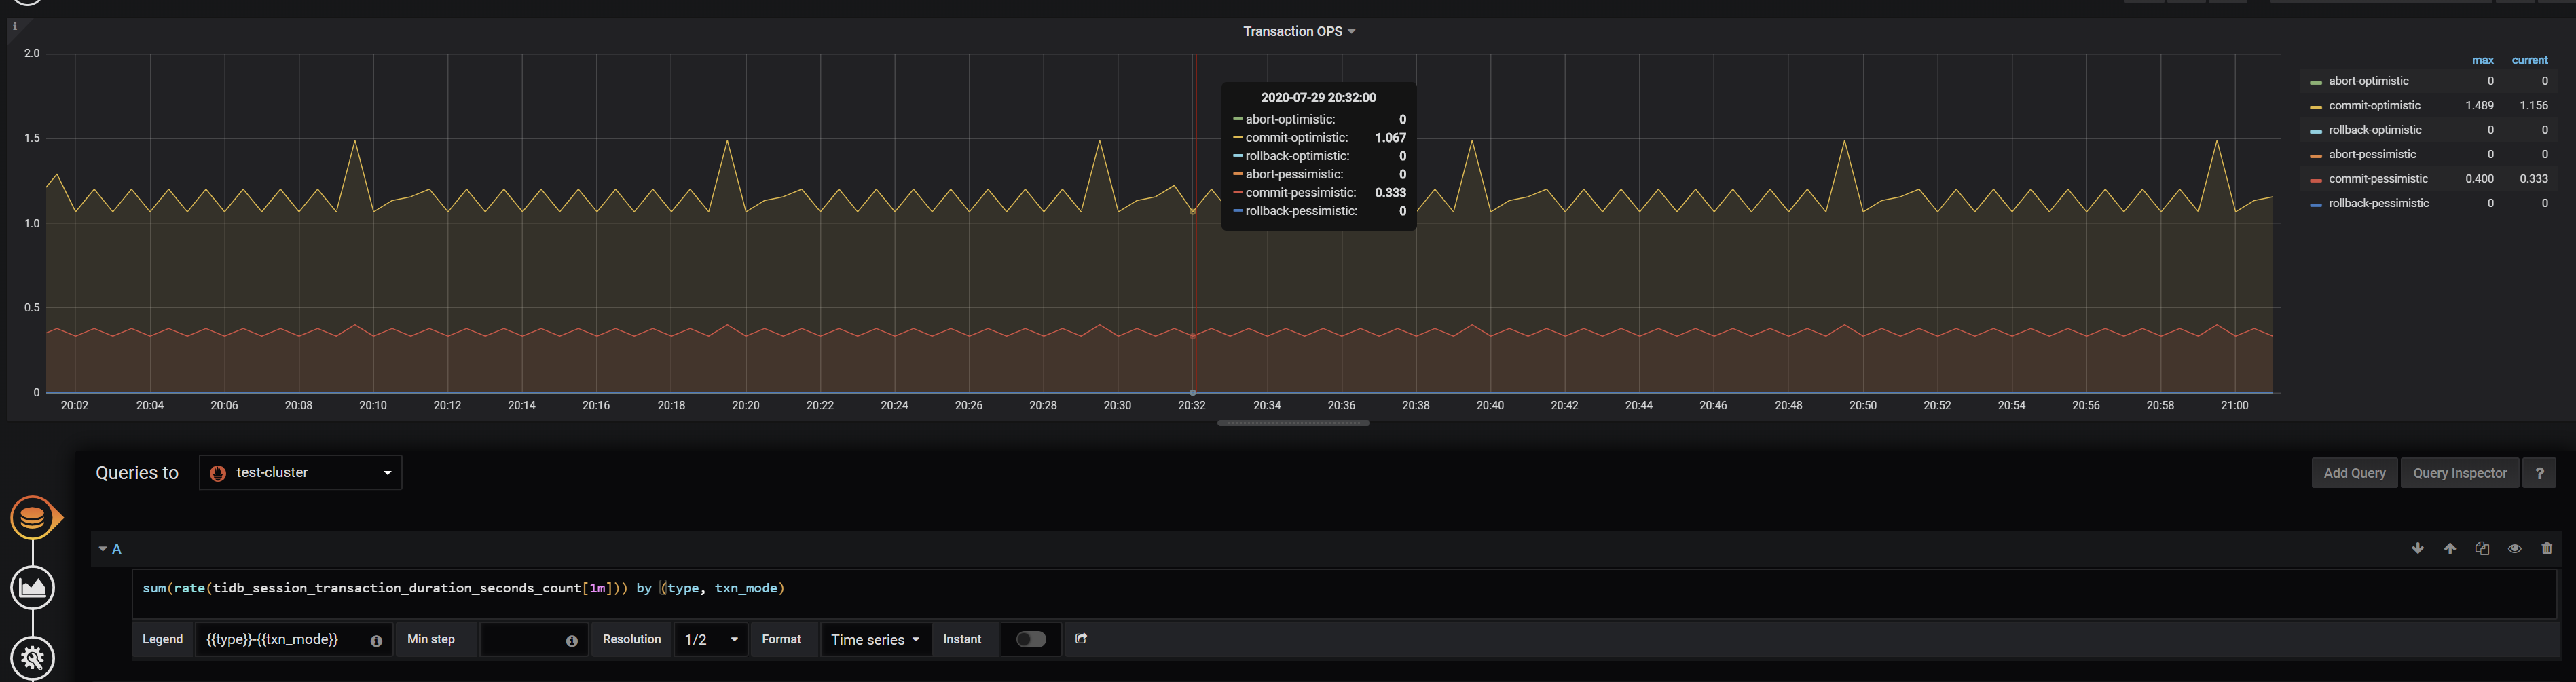 Transaction OPS
2.0
1.5
1.0
0.5
0
20:02 20:04 20:06 20:08 20:10 20:12 20:14 20:16 20:18 20:20 20:22 20:24 20:26 20:28 20:30 20:32 20:34 20:36 20:38 20:40 20:42 20:44 20:46 20:48 20:50 20:52 20:54 20:56 20:58 21:00
2020-07-29 20:32:00
abort-optimistic: 0
commit-optimistic: 1.067
rollback-optimistic: 0
abort-pessimistic: 0
commit-pessimistic: 0.333
rollback-pessimistic: 0
max current
abort-optimistic 0 0
commit-optimistic 1.489 1.156
rollback-optimistic 0 0
abort-pessimistic 0 0
commit-pessimistic 0.400 0.333
rollback-pessimistic 0 0
Queries to test-cluster Add Query Query Inspector ?
A
sum(rate(tidb_session_transaction_duration_seconds_count[1m])) by (type, txn_mode)
Legend {{type}}-{{txn_mode}} Min step Resolution 1/2 Format Time series Instant